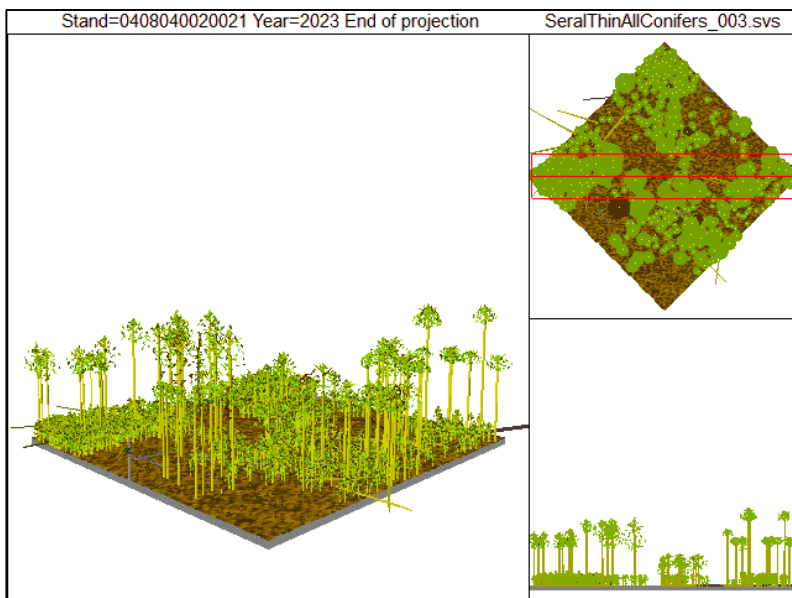 Stand=0408040020021 Year=2023 End of projection
SeralThinAllConifers_003.svs